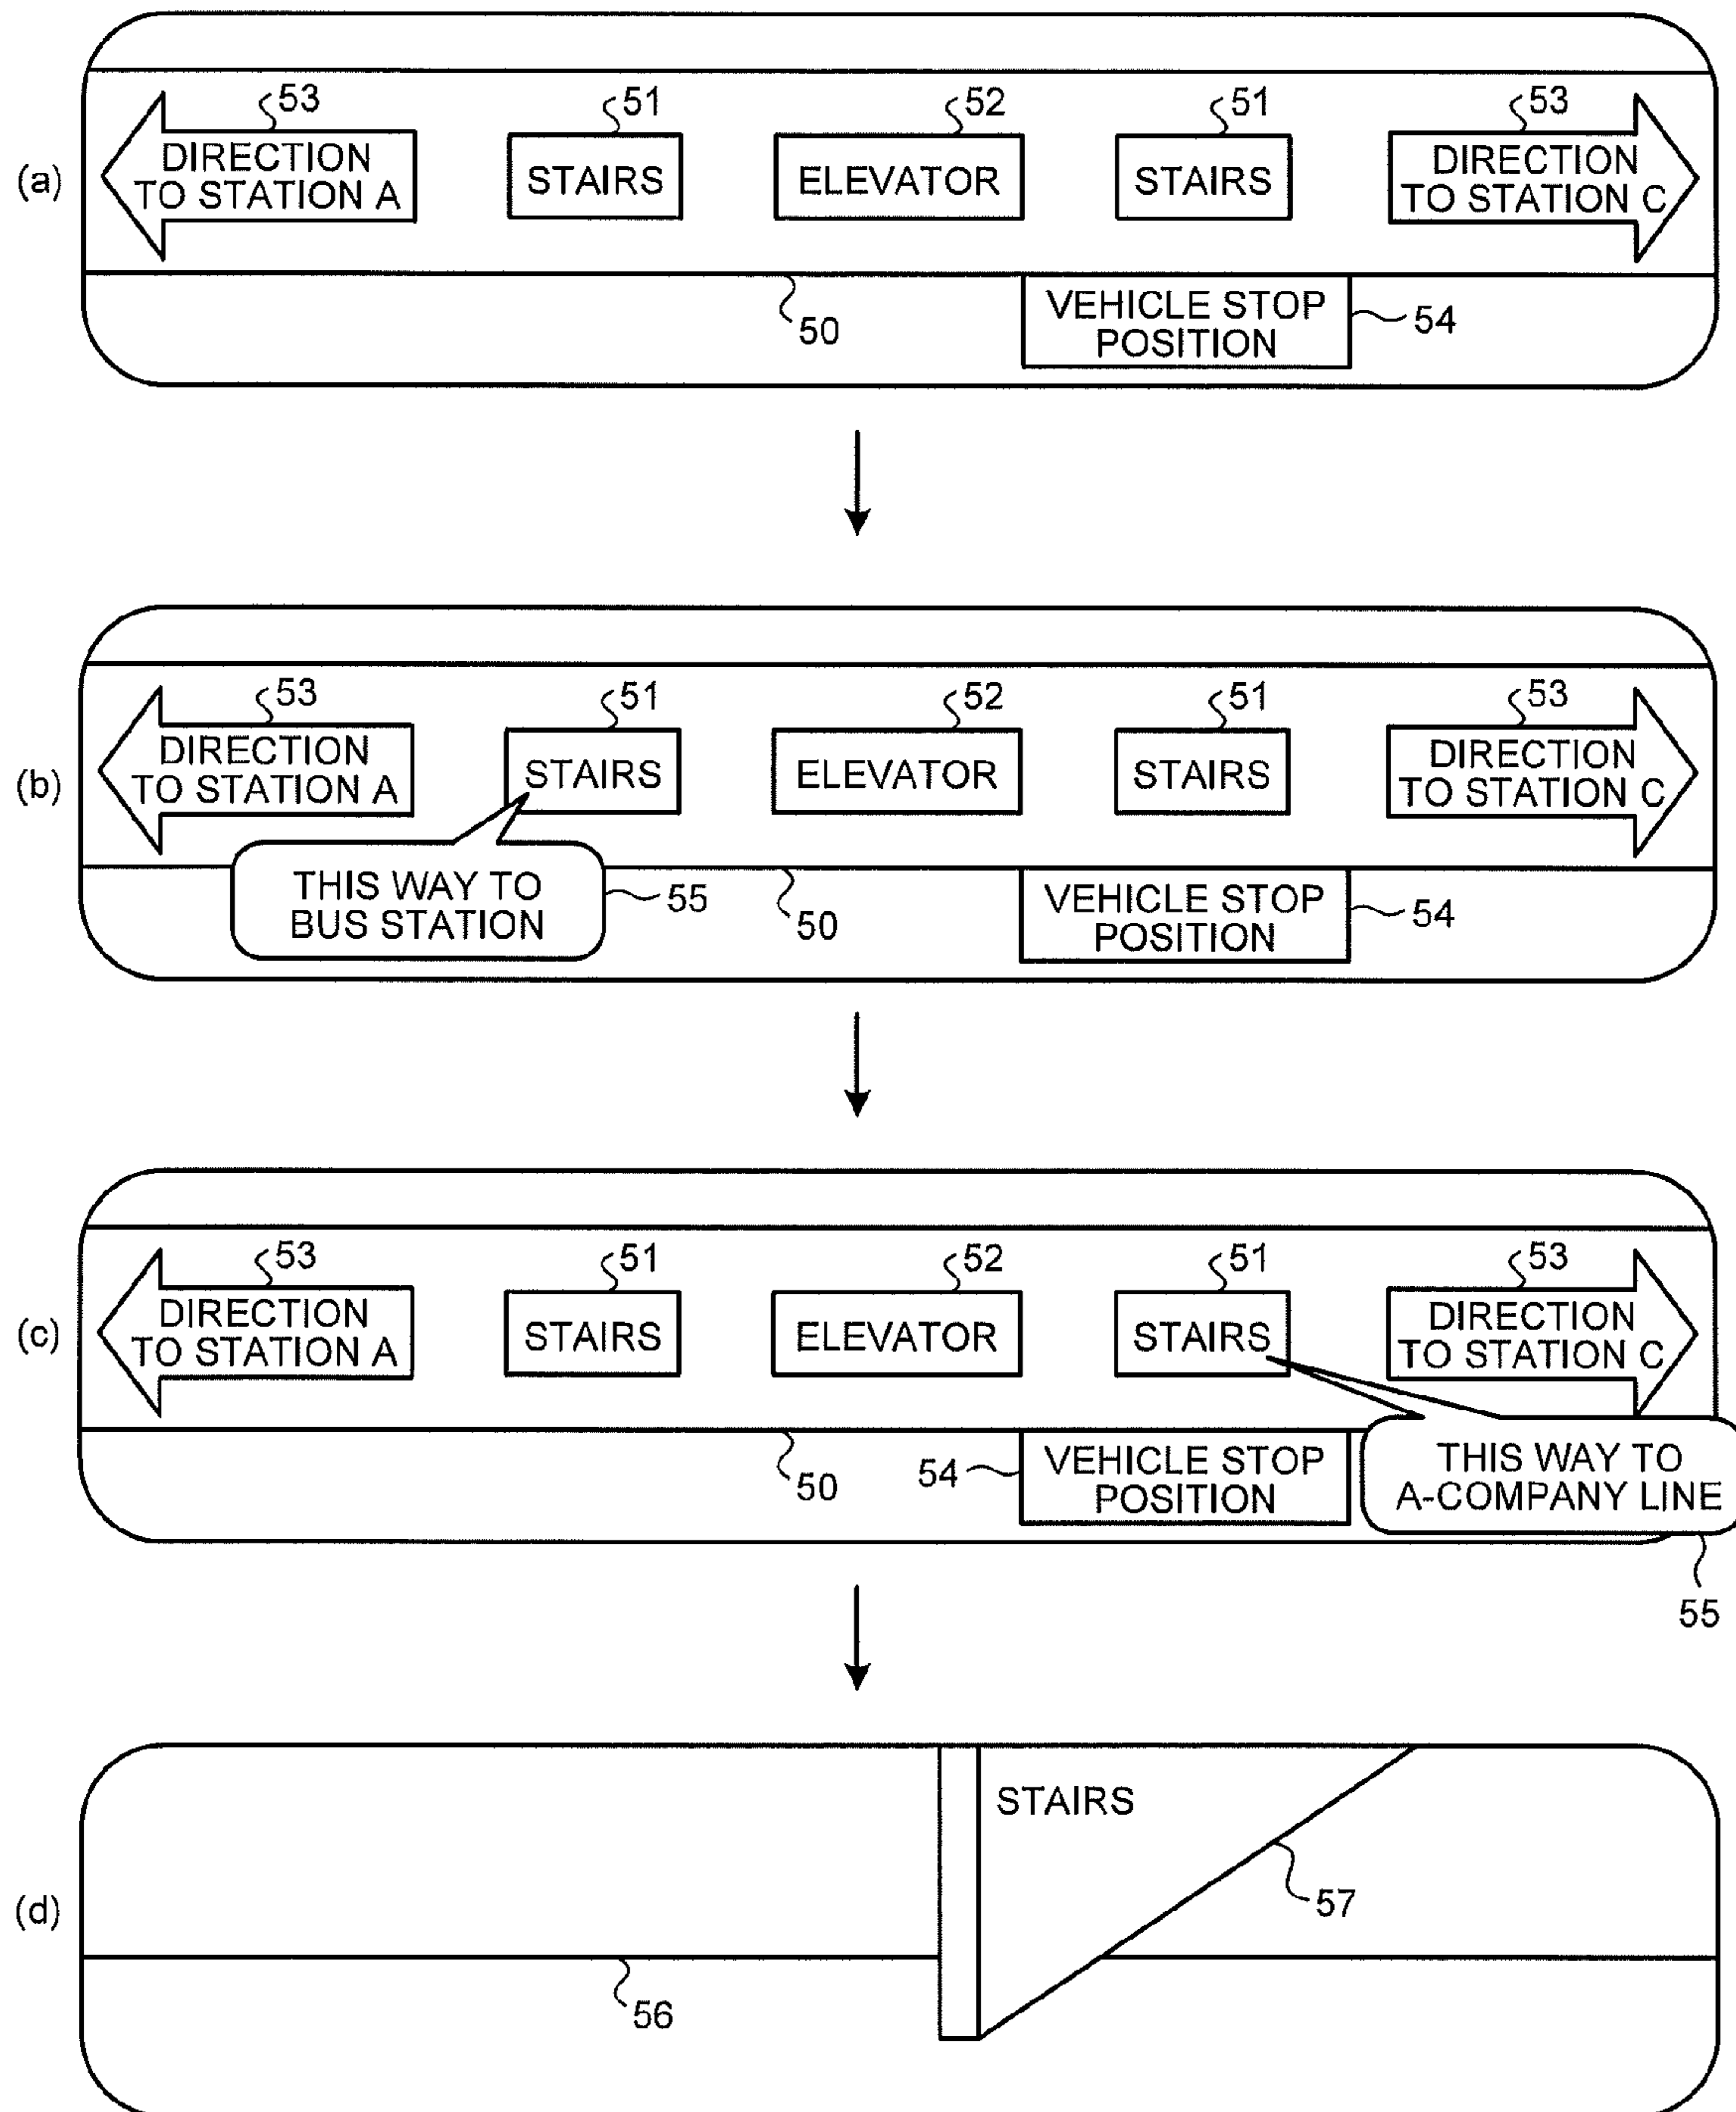 53
51
52
51
53
(a)
DIRECTION
TO STATION A
STAIRS
ELEVATOR
STAIRS
DIRECTION
TO STATION C
50
VEHICLE STOP
POSITION
54
53
51
52
51
53
(b)
DIRECTION
TO STATION A
STAIRS
ELEVATOR
STAIRS
DIRECTION
TO STATION C
THIS WAY TO
BUS STATION
55
50
VEHICLE STOP
POSITION
54
53
51
52
51
53
(c)
DIRECTION
TO STATION A
STAIRS
ELEVATOR
STAIRS
DIRECTION
TO STATION C
50
54
VEHICLE STOP
POSITION
THIS WAY TO
A-COMPANY LINE
55
STAIRS
(d)
57
56